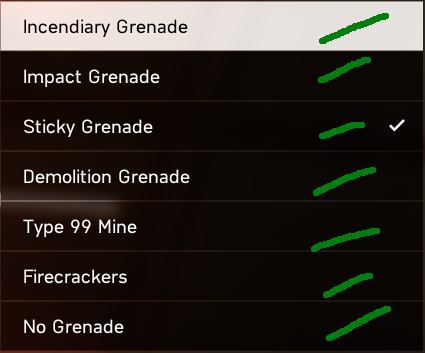 Incendiary Grenade
Impact Grenade
Sticky Grenade
Demolition Grenade
Type 99 Mine
Firecrackers
No Grenade